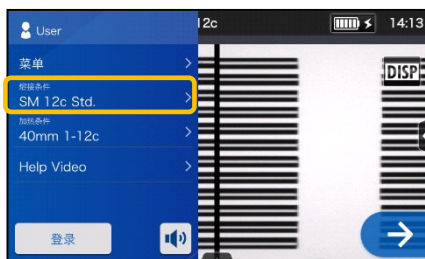 User
12c
14:13
菜单
熔接条件
SM 12c Std.
加热条件
40mm 1-12c
Help Video
登录
DISP